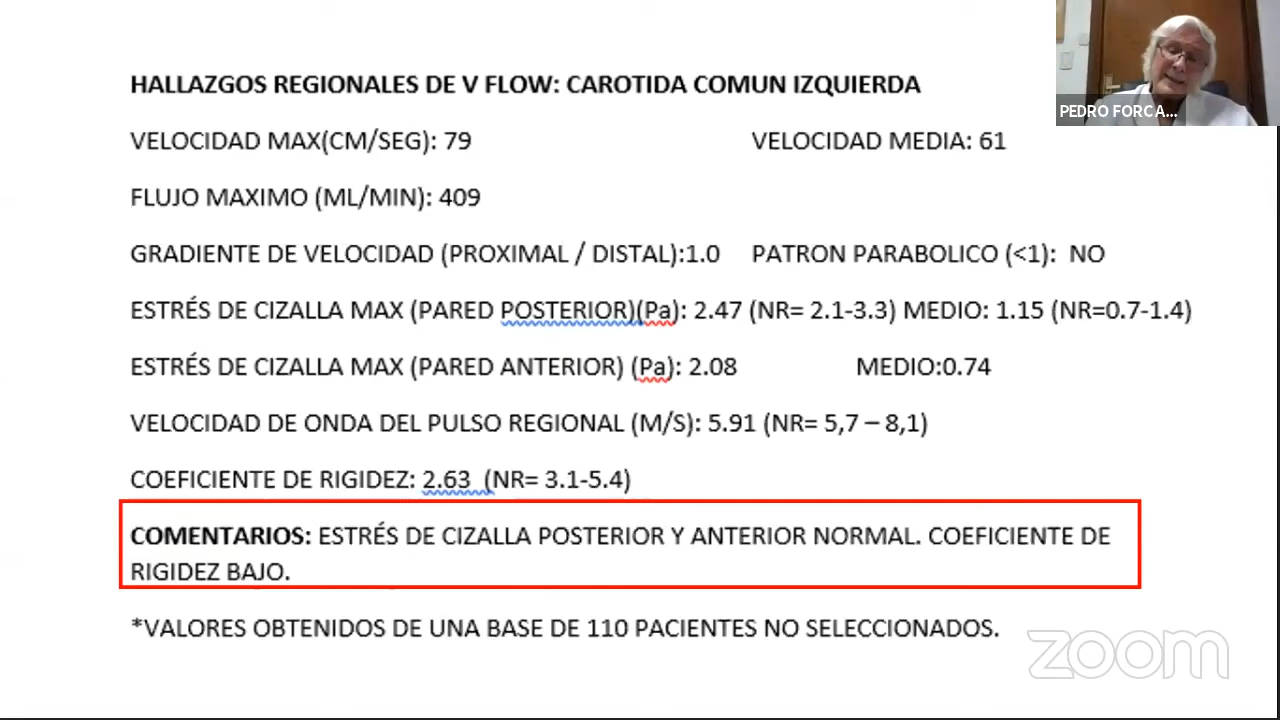 HALLAZGOS REGIONALES DE V FLOW: CAROTIDA COMUN IZQUIERDA
PEDRO FORCA...
VELOCIDAD MAX(CM/SEG): 79 VELOCIDAD MEDIA: 61
FLUJO MAXIMO (ML/MIN): 409
GRADIENTE DE VELOCIDAD (PROXIMAL / DISTAL):1.0 PATRON PARABOLICO (<1): NO
ESTRÉS DE CIZALLA MAX (PARED POSTERIOR)(Pa): 2.47 (NR= 2.1-3.3) MEDIO: 1.15 (NR=0.7-1.4)
ESTRÉS DE CIZALLA MAX (PARED ANTERIOR) (Pa): 2.08 MEDIO:0.74
VELOCIDAD DE ONDA DEL PULSO REGIONAL (M/S): 5.91 (NR= 5,7 – 8,1)
COEFICIENTE DE RIGIDEZ: 2.63 (NR= 3.1-5.4)
COMENTARIOS: ESTRÉS DE CIZALLA POSTERIOR Y ANTERIOR NORMAL. COEFICIENTE DE
RIGIDEZ BAJO.
*VALORES OBTENIDOS DE UNA BASE DE 110 PACIENTES NO SELECCIONADOS.
zoom